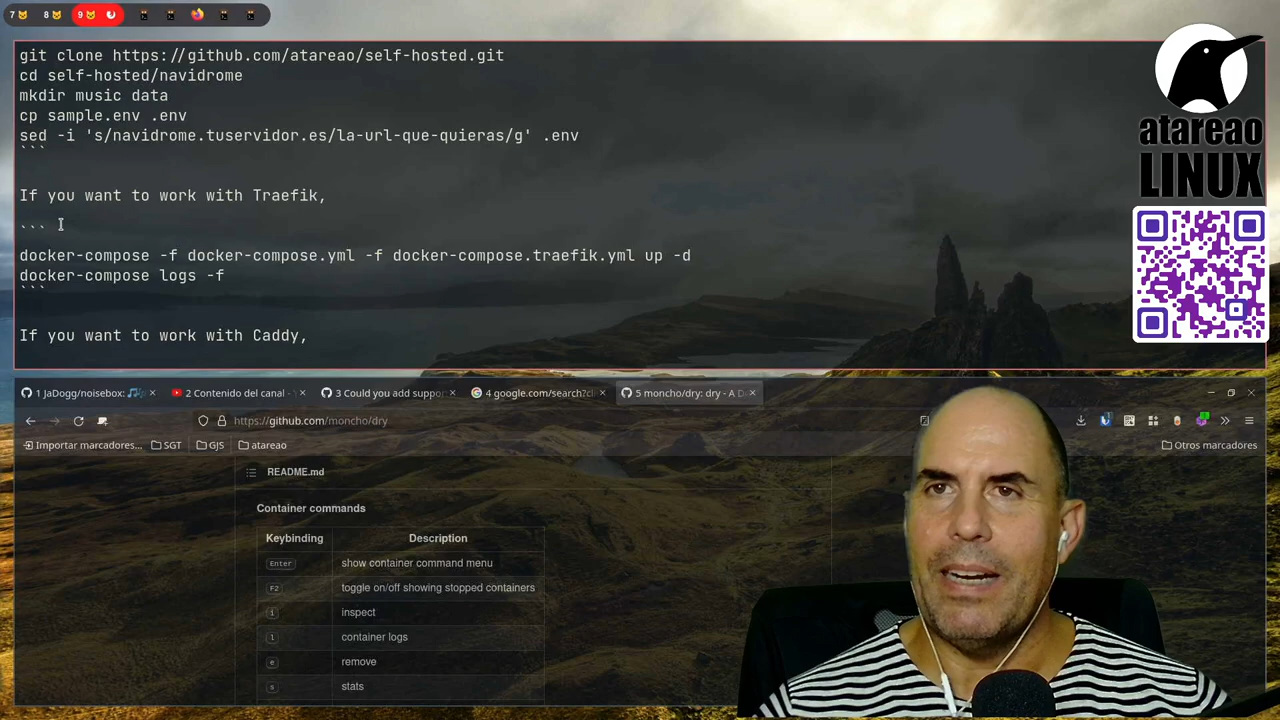 7 8 9
git clone https://github.com/atareao/self-hosted.git
cd self-hosted/navidrome
mkdir music data
cp sample.env .env
sed -i 's/navidrome.tuservidor.es/la-url-que-quieras/g' .env
```
If you want to work with Traefik,
```
docker-compose -f docker-compose.yml -f docker-compose.traefik.yml up -d
docker-compose logs -f
```
If you want to work with Caddy,
atareao
LINUX
1 JaDogg/noisebox: 2 Contenido del canal - 3 Could you add suppor 4 google.com/search?cli 5 moncho/dry: dry - A D
https://github.com/moncho/dry
Importar marcadores... SGT GJS atareao Otros marcadores
README.md
Container commands
Keybinding Description
Enter show container command menu
F2 toggle on/off showing stopped containers
i inspect
l container logs
e remove
s stats